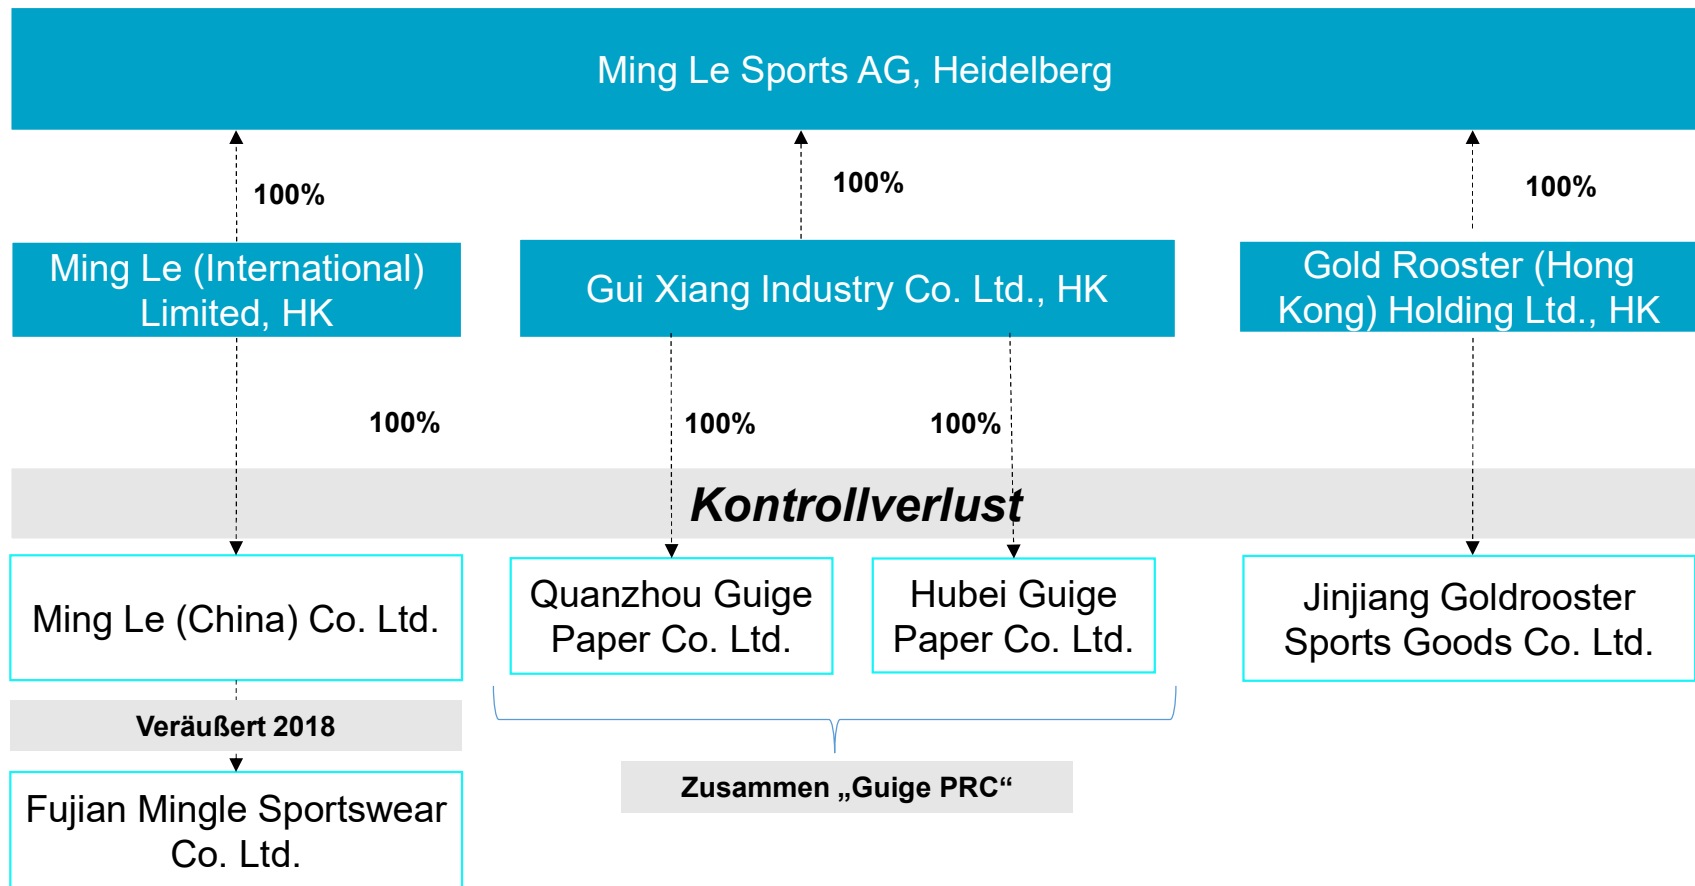 Ming Le Sports AG, Heidelberg
100%
100%
100%
Ming Le (International)
Limited, HK
Gui Xiang Industry Co. Ltd., HK
Gold Rooster (Hong
Kong) Holding Ltd., HK
100%
100%
100%
Kontrollverlust
Ming Le (China) Co. Ltd.
Quanzhou Guige
Paper Co. Ltd.
Hubei Guige
Paper Co. Ltd.
Jinjiang Goldrooster
Sports Goods Co. Ltd.
Veräußert 2018
Zusammen „Guige PRC“
Fujian Mingle Sportswear
Co. Ltd.